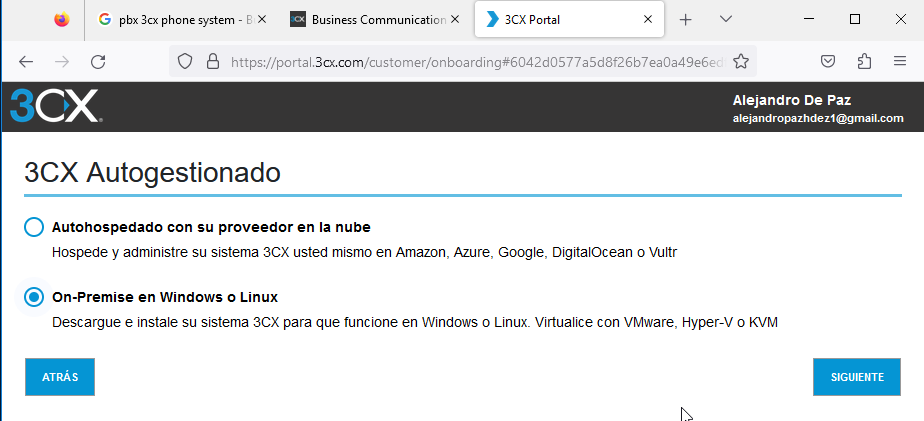 pbx 3cx phone system - B
Business Communication
3CX Portal
https://portal.3cx.com/customer/onboarding#6042d0577a5d8f26b7ea0a49e6ed
3CX®
Alejandro De Paz
alejandropazhdez1@gmail.com
3CX Autogestionado
Autohospedado con su proveedor en la nube
Hospede y administre su sistema 3CX usted mismo en Amazon, Azure, Google, DigitalOcean o Vultr
On-Premise en Windows o Linux
Descargue e instale su sistema 3CX para que funcione en Windows o Linux. Virtualice con VMware, Hyper-V o KVM
ATRÁS
SIGUIENTE